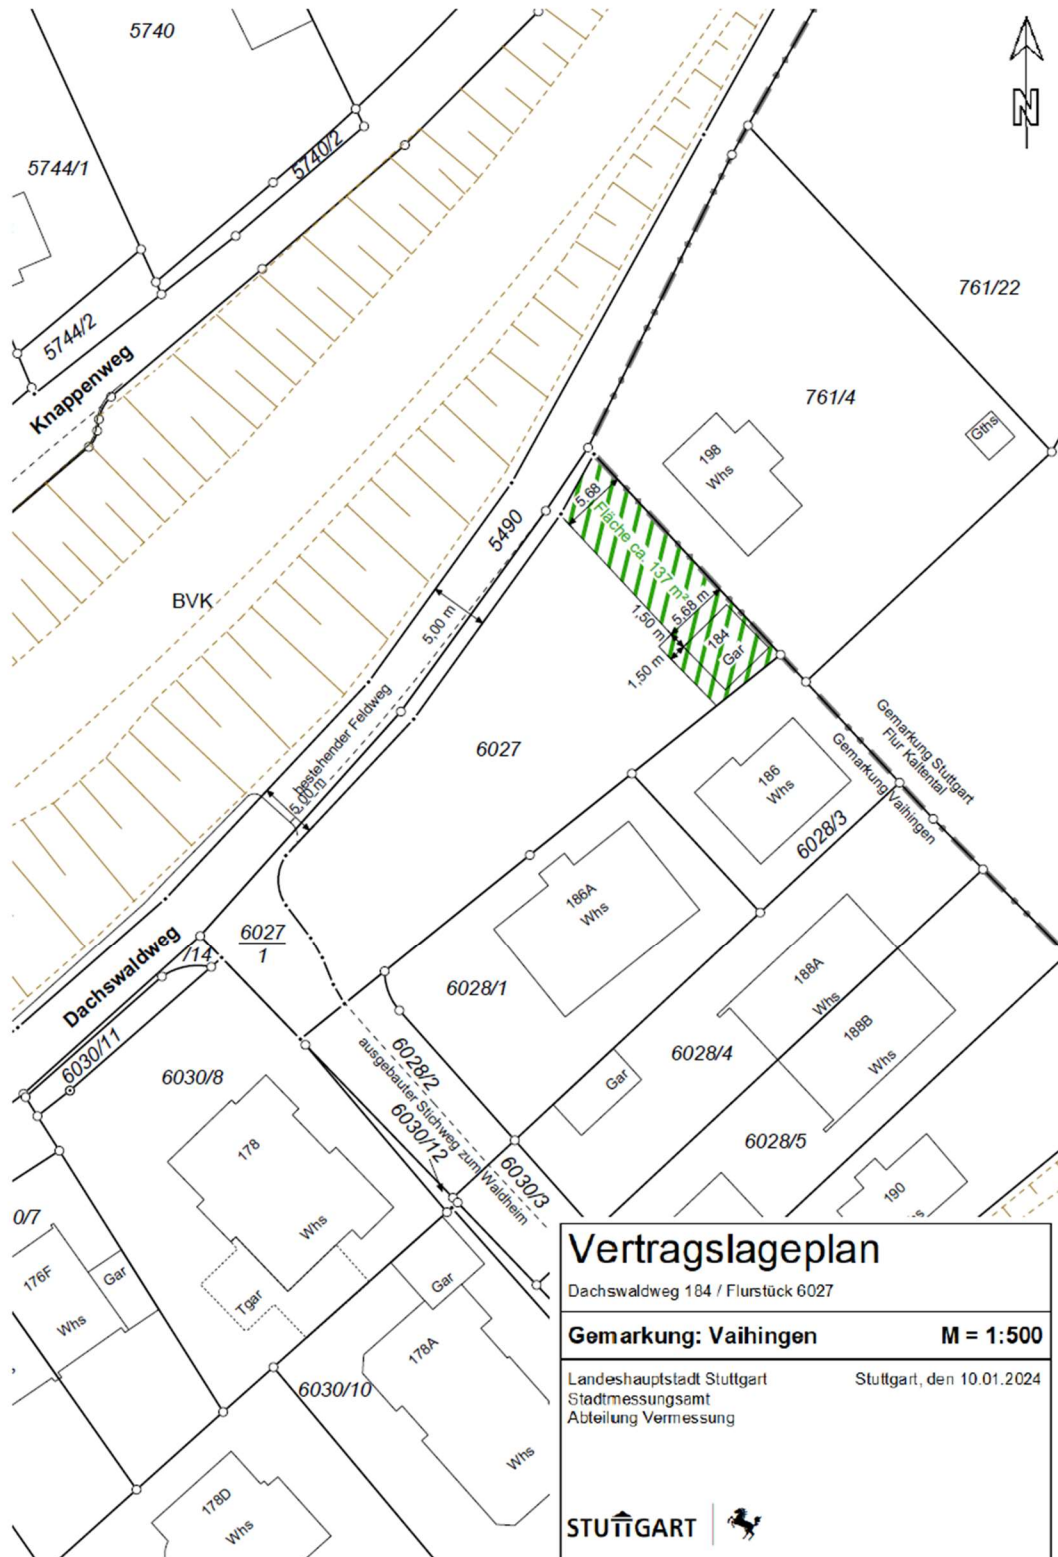 5740
5744/1
5740/2
N
761/22
5744/2
Knappenweg
761/4
198
Whs
Gths
5490
5,68
Fläche ca. 137 m²
BVK
5,00 m
1,50 m
5,68 m
184
Gar
1,50 m
bestehender Feldweg
5,00 m
6027
Gemarkung Stuttgart
Flur Kaltental
Gemarkung Vaihingen
186
Whs
6028/3
186A
Whs
6027
1
/14
Dachswaldweg
6028/1
188A
Whs
188B
Whs
6030/11
6030/8
6028/2
ausgebauter Stichweg zum Waldheim
6030/12
6030/3
6028/4
Gar
6028/5
190
178
Whs
0/7
176F
Whs
Gar
Tgar
Gar
178A
Whs
6030/10
178D
Whs
Vertragslageplan
Dachswaldweg 184 / Flurstück 6027
Gemarkung: Vaihingen M = 1:500
Landeshauptstadt Stuttgart Stuttgart, den 10.01.2024
Stadtmessungsamt
Abteilung Vermessung
STUTTGART